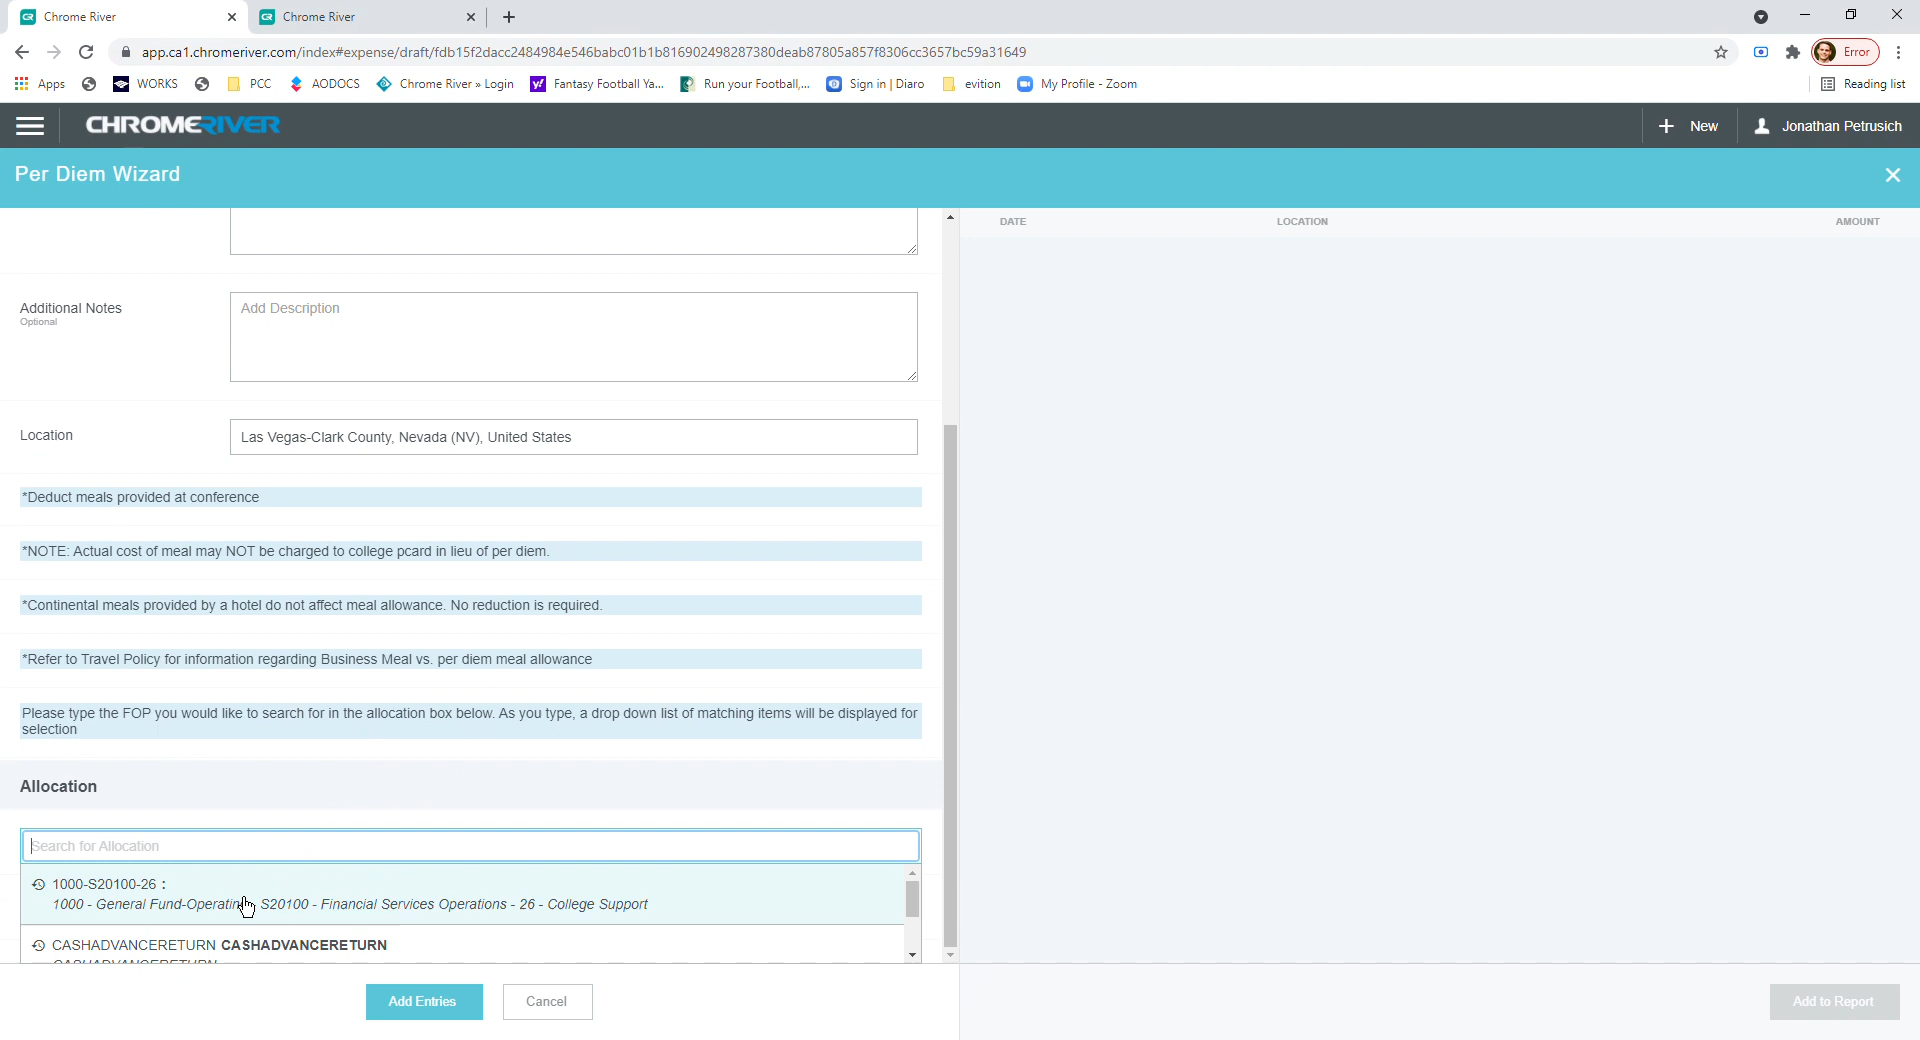 Chrome River
Chrome River
app.ca1.chromeriver.com/index#expense/draft/fdb15f2dacc2484984e546babc01b1b816902498287380deab87805a857f8306cc3657bc59a31649
Error
Apps
WORKS
PCC
AODOCS
Chrome River » Login
Fantasy Football Ya...
Run your Football,...
Sign in | Diaro
evition
My Profile - Zoom
Reading list
CHROMERIVER
New
Jonathan Petrusich
Per Diem Wizard
DATE
LOCATION
AMOUNT
Additional Notes
Optional
Add Description
Location
Las Vegas-Clark County, Nevada (NV), United States
*Deduct meals provided at conference
*NOTE: Actual cost of meal may NOT be charged to college pcard in lieu of per diem.
*Continental meals provided by a hotel do not affect meal allowance. No reduction is required.
*Refer to Travel Policy for information regarding Business Meal vs. per diem meal allowance
Please type the FOP you would like to search for in the allocation box below. As you type, a drop down list of matching items will be displayed for
selection
Allocation
Search for Allocation
1000-S20100-26 :
1000 - General Fund-Operating S20100 - Financial Services Operations - 26 - College Support
CASHADVANCERETURN CASHADVANCERETURN
CASHADVANCERETURN
Add Entries
Cancel
Add to Report